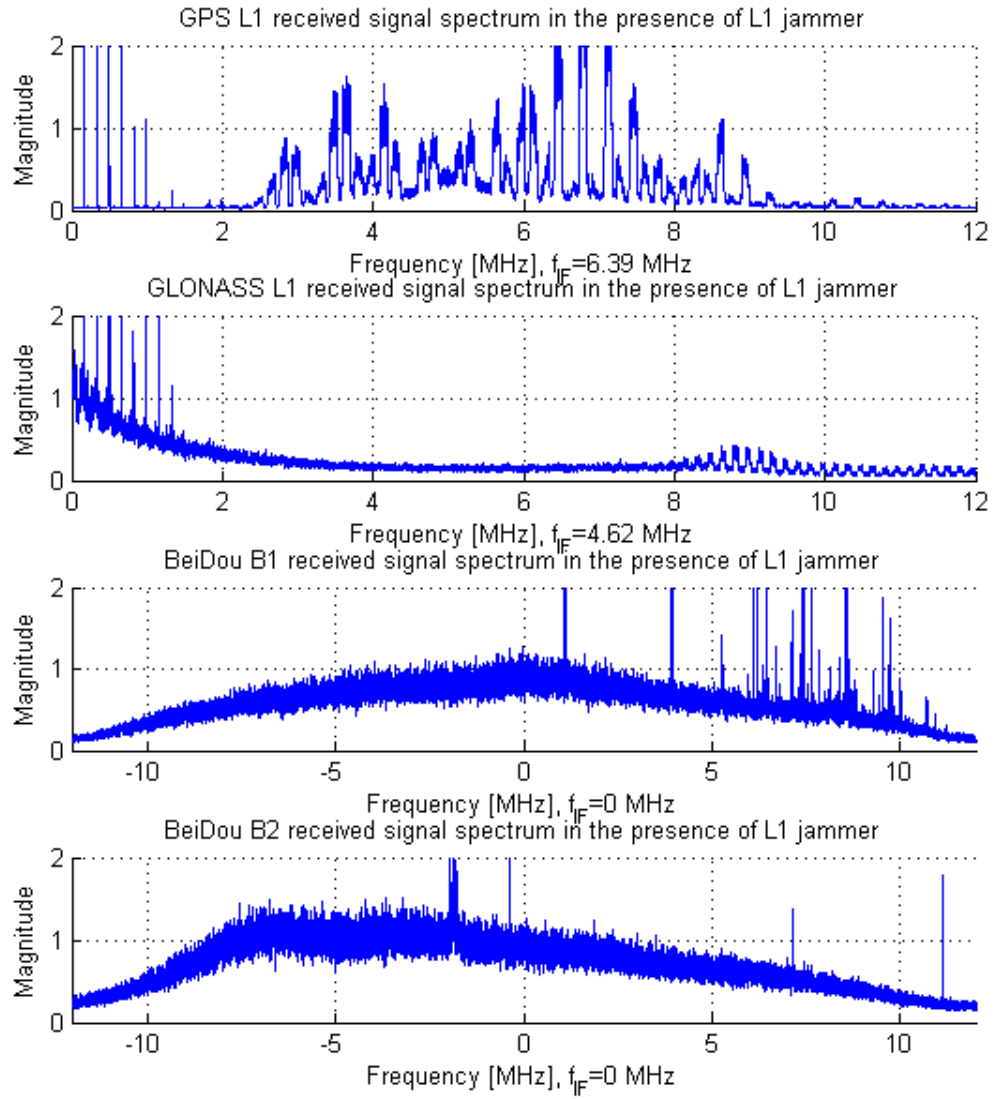 GPS L1 received signal spectrum in the presence of L1 jammer
2
1
0
Magnitude
0 2 4 6 8 10 12
Frequency [MHz], f_IF=6.39 MHz
GLONASS L1 received signal spectrum in the presence of L1 jammer
2
1
0
Magnitude
0 2 4 6 8 10 12
Frequency [MHz], f_IF=4.62 MHz
BeiDou B1 received signal spectrum in the presence of L1 jammer
2
1
0
Magnitude
-10 -5 0 5 10
Frequency [MHz], f_IF=0 MHz
BeiDou B2 received signal spectrum in the presence of L1 jammer
2
1
0
Magnitude
-10 -5 0 5 10
Frequency [MHz], f_IF=0 MHz